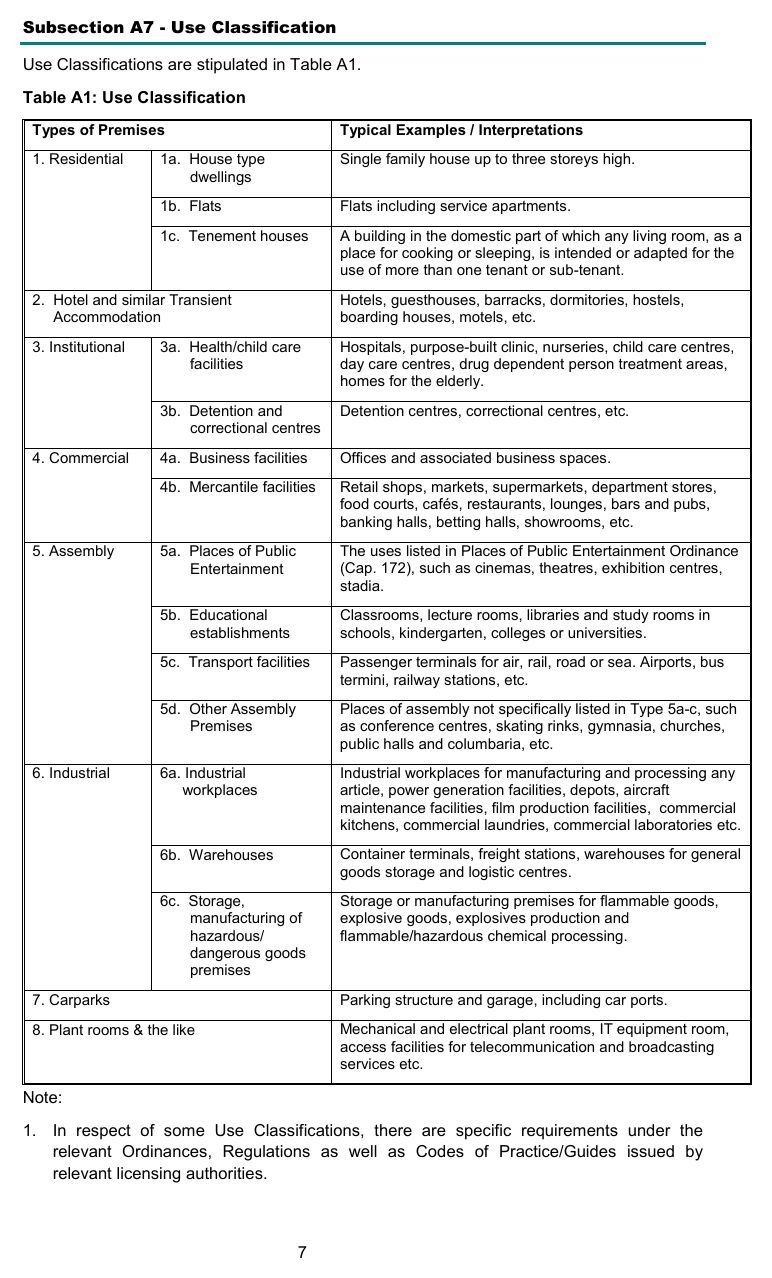 Subsection A7 - Use Classification
Use Classifications are stipulated in Table A1.
Table A1: Use Classification
Types of Premises
Typical Examples / Interpretations
1. Residential
1a. House type
dwellings
Single family house up to three storeys high.
1b. Flats
Flats including service apartments.
1c. Tenement houses
A building in the domestic part of which any living room, as a
place for cooking or sleeping, is intended or adapted for the
use of more than one tenant or sub-tenant.
2. Hotel and similar Transient
Accommodation
Hotels, guesthouses, barracks, dormitories, hostels,
boarding houses, motels, etc.
3. Institutional
3a. Health/child care
facilities
Hospitals, purpose-built clinic, nurseries, child care centres,
day care centres, drug dependent person treatment areas,
homes for the elderly.
3b. Detention and
correctional centres
Detention centres, correctional centres, etc.
4. Commercial
4a. Business facilities
Offices and associated business spaces.
4b. Mercantile facilities
Retail shops, markets, supermarkets, department stores,
food courts, cafés, restaurants, lounges, bars and pubs,
banking halls, betting halls, showrooms, etc.
5. Assembly
5a. Places of Public
Entertainment
The uses listed in Places of Public Entertainment Ordinance
(Cap. 172), such as cinemas, theatres, exhibition centres,
stadia.
5b. Educational
establishments
Classrooms, lecture rooms, libraries and study rooms in
schools, kindergarten, colleges or universities.
5c. Transport facilities
Passenger terminals for air, rail, road or sea. Airports, bus
termini, railway stations, etc.
5d. Other Assembly
Premises
Places of assembly not specifically listed in Type 5a-c, such
as conference centres, skating rinks, gymnasia, churches,
public halls and columbaria, etc.
6. Industrial
6a. Industrial
workplaces
Industrial workplaces for manufacturing and processing any
article, power generation facilities, depots, aircraft
maintenance facilities, film production facilities, commercial
kitchens, commercial laundries, commercial laboratories etc.
6b. Warehouses
Container terminals, freight stations, warehouses for general
goods storage and logistic centres.
6c. Storage,
manufacturing of
hazardous/
dangerous goods
premises
Storage or manufacturing premises for flammable goods,
explosive goods, explosives production and
flammable/hazardous chemical processing.
7. Carparks
Parking structure and garage, including car ports.
8. Plant rooms & the like
Mechanical and electrical plant rooms, IT equipment room,
access facilities for telecommunication and broadcasting
services etc.
Note:
1. In respect of some Use Classifications, there are specific requirements under the
relevant Ordinances, Regulations as well as Codes of Practice/Guides issued by
relevant licensing authorities.
7